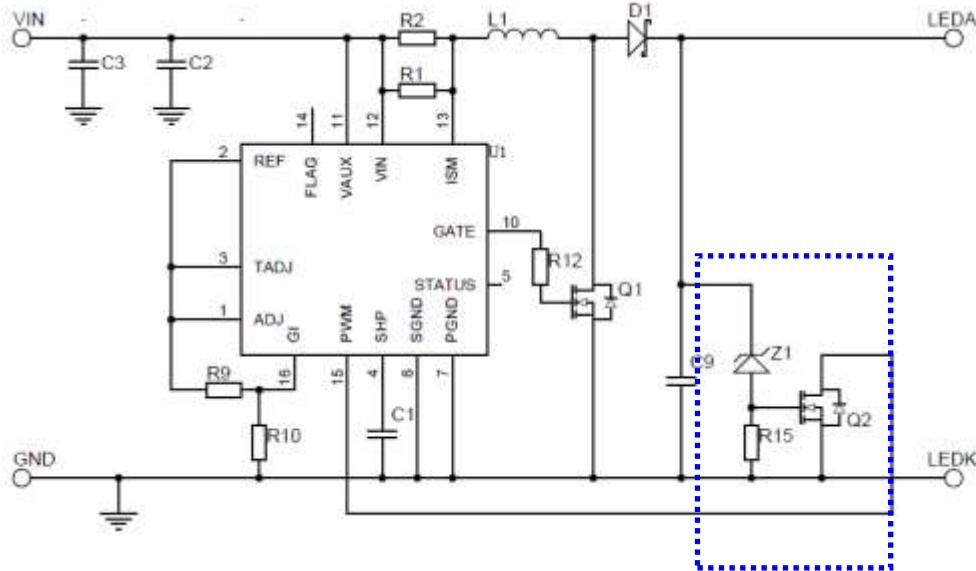 VIN
R2
L1
D1
LEDA
C3
C2
R1
14
11
12
13
U1
2
REF
FLAG
VAUX
VIN
ISM
GATE
10
R12
3
TADJ
STATUS
5
Q1
1
ADJ
GI
PWM
SHP
SGND
PGND
C9
Z1
R9
16
15
4
6
7
C1
R10
R15
Q2
GND
LEDK